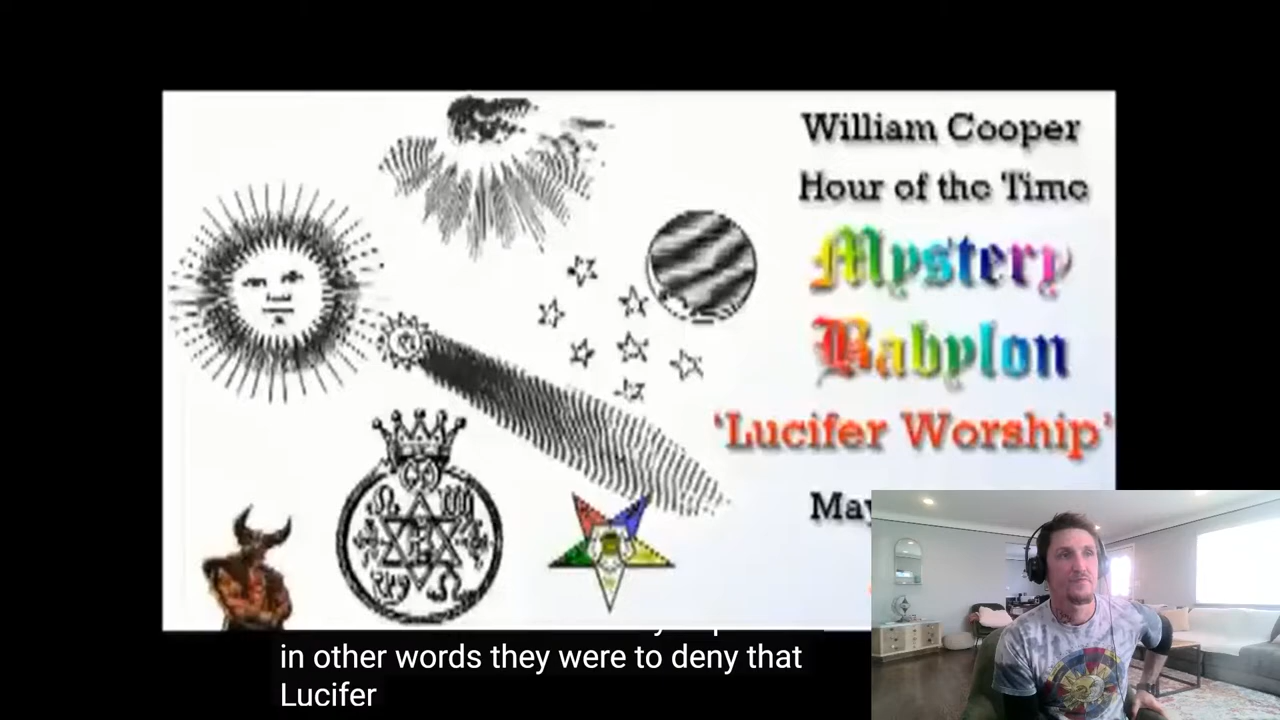 William Cooper
Hour of the Time
Mystery
Babylon
'Lucifer Worship'
May
in other words they were to deny that
Lucifer